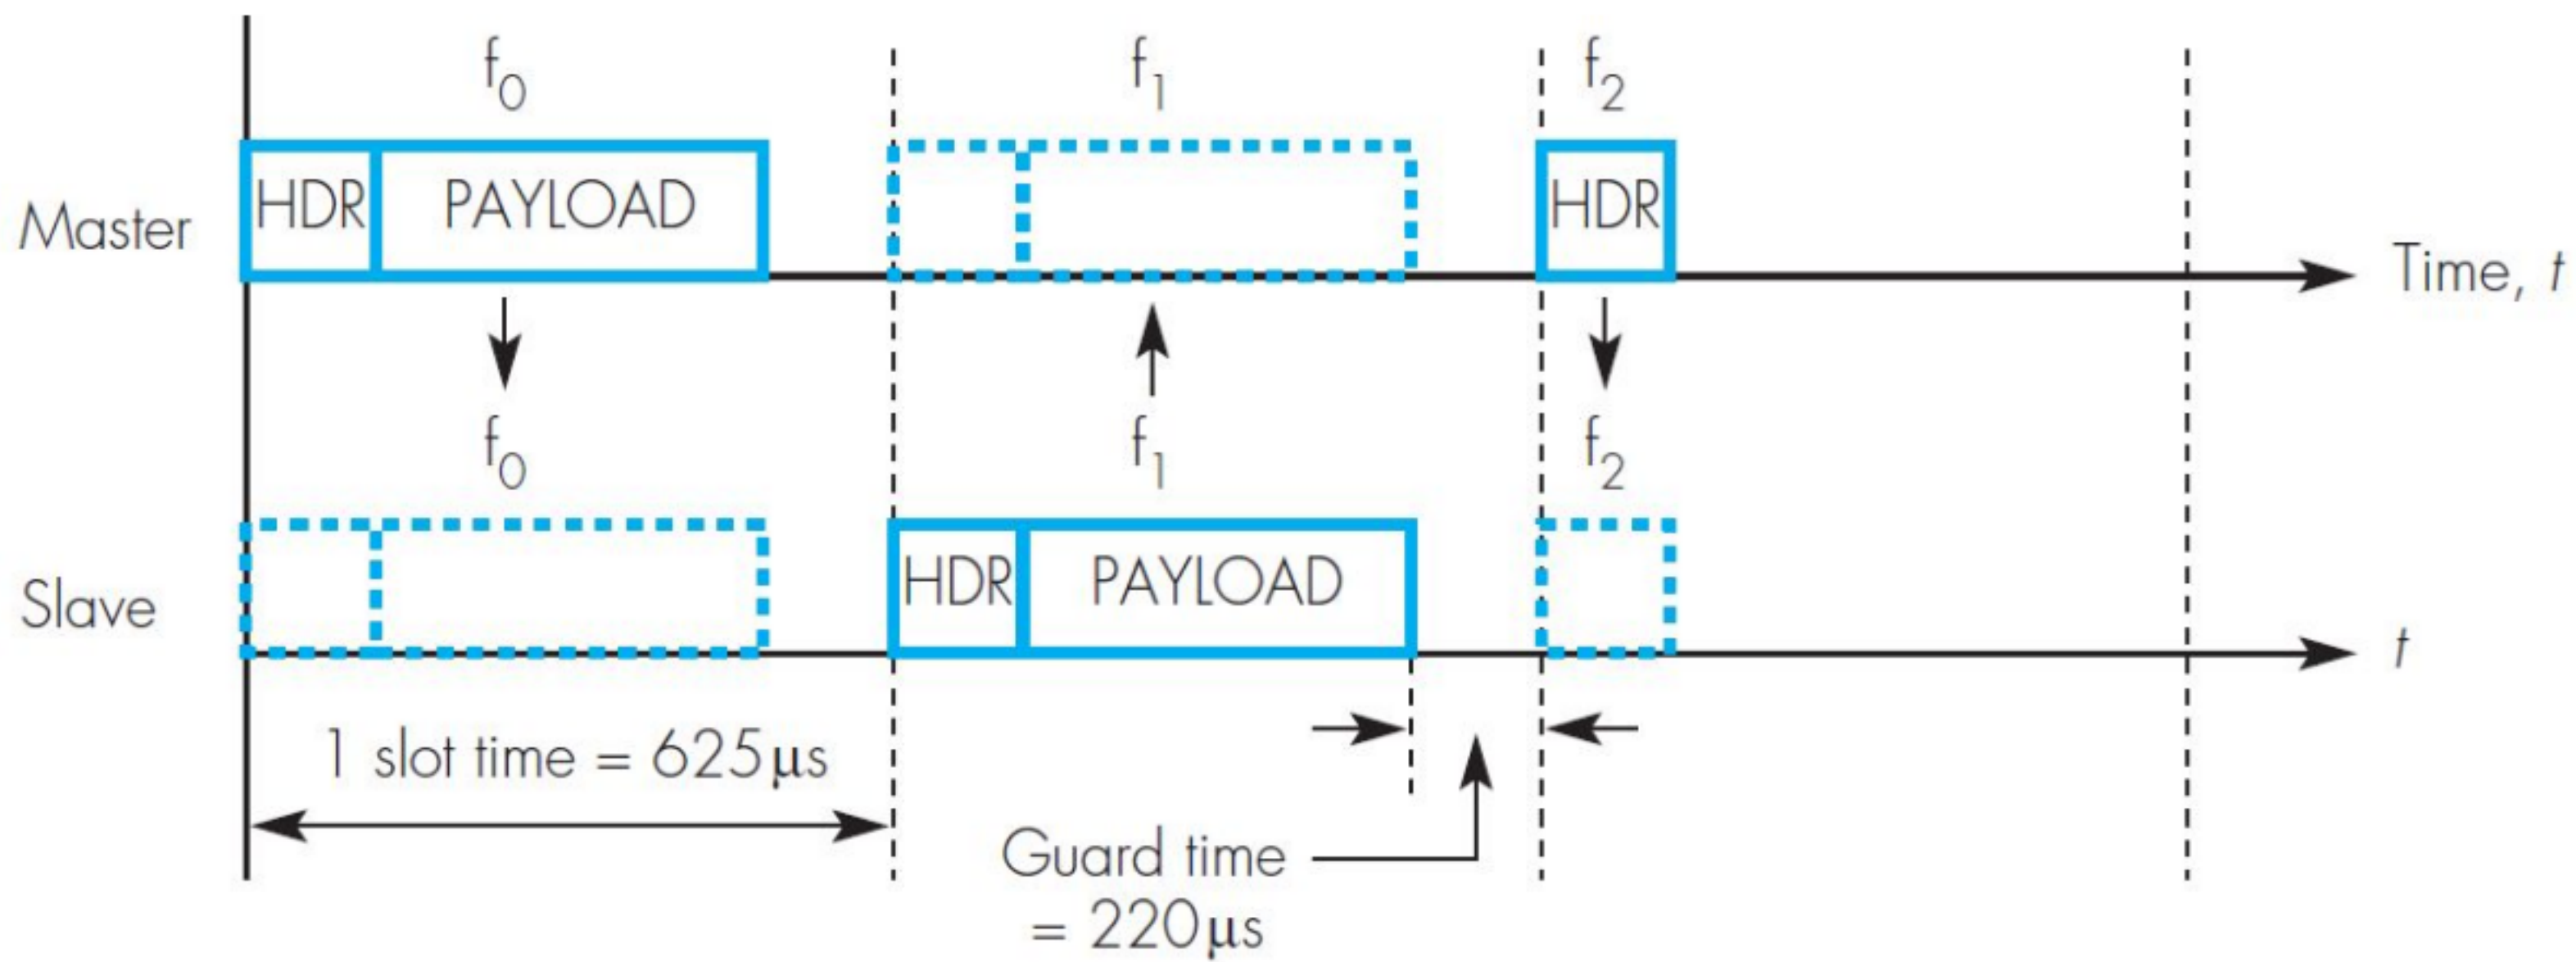 f0 f1 f2
HDR PAYLOAD HDR
Master
Time, t
f0 f1 f2
HDR PAYLOAD
Slave
t
1 slot time = 625μs
Guard time
= 220μs